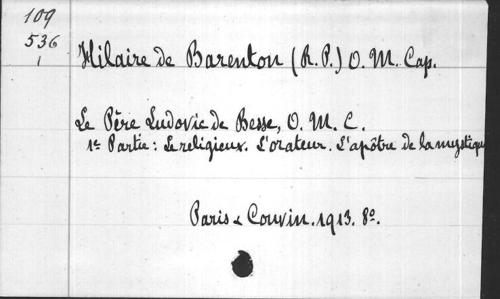 109
536
1
Hilaire de Barenton (R.P.) O.M. Cap.
Le Père Ludovic de Besse, O.M.C.
1re Partie: Le religieux. L'orateur. L'apôtre de la mystique
Paris & Couvin. 1913. 8o.